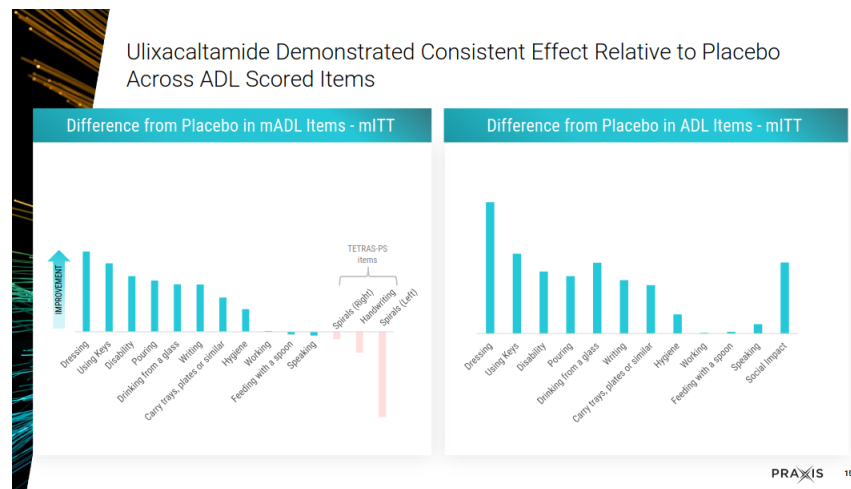 Ulixacaltamide Demonstrated Consistent Effect Relative to Placebo
Across ADL Scored Items
Difference from Placebo in mADL Items - mITT
IMPROVEMENT
TETRAS-PS
items
Dressing
Using Keys
Disability
Pouring
Drinking from a glass
Writing
Carry trays, plates or similar
Hygiene
Working
Feeding with a spoon
Speaking
Spirals (Right)
Handwriting
Spirals (Left)
Difference from Placebo in ADL Items - mITT
Dressing
Using Keys
Disability
Pouring
Drinking from a glass
Writing
Carry trays, plates or similar
Hygiene
Working
Feeding with a spoon
Speaking
Social Impact
PRAXIS